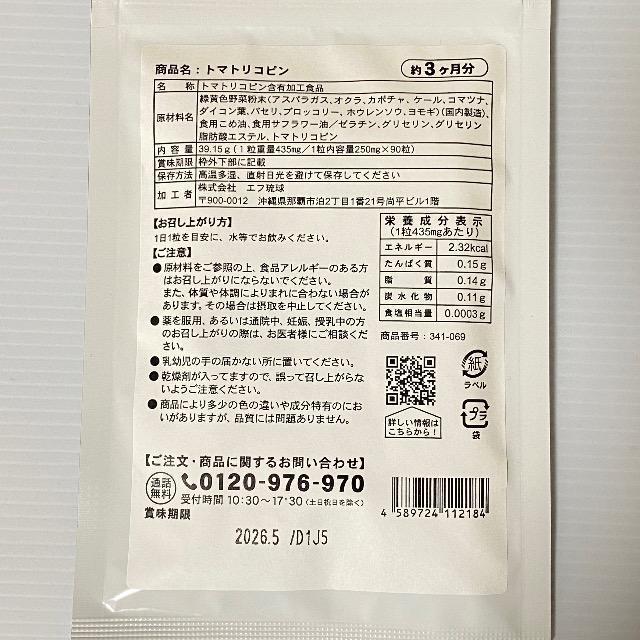 商品名：トマトリコピン
約3ヶ月分
名 称 トマトリコピン含有加工食品
原材料名 緑黄色野菜粉末（アスパラガス、オクラ、カボチャ、ケール、コマツナ、
ダイコン葉、パセリ、ブロッコリー、ホウレンソウ、ヨモギ）（国内製造）、
食用こめ油、食用サフラワー油／ゼラチン、グリセリン、グリセリン
脂肪酸エステル、トマトリコピン
内 容 量 39.15g（1粒重量435mg／1粒内容量250mg×90粒）
賞味期限 枠外下部に記載
保存方法 高温多湿、直射日光を避けて保存してください
加 工 者 株式会社 エフ琉球
〒900-0012 沖縄県那覇市泊2丁目1番21号尚平ビル1階
【お召し上がり方】
1日1粒を目安に、水等でお飲みください。
【ご注意】
●原材料をご参照の上、食品アレルギーのある方
はお召し上がりにならないでください。
また、体質や体調によりまれに合わない場合が
あります。その場合は摂取を中止してください。
●薬を服用、あるいは通院中、妊娠、授乳中の方
のお召し上がりの際は、お医者様にご相談くださ
い。
●乳幼児の手の届かない所に置いてください。
●乾燥剤が入ってますので、誤って召し上がらな
いようご注意ください。
●商品により多少の色の違いや成分特有のにお
いがありますが、品質には問題ありません。
栄養成分表示
（1粒435mgあたり）
エネルギー 2.32kcal
たんぱく質 0.15g
脂 質 0.14g
炭水化物 0.11g
食塩相当量 0.0003g
商品番号：341-069
詳しい情報は
こちらから！
紙
ラベル
プラ
袋
【ご注文・商品に関するお問い合わせ】
通話
無料
0120-976-970
受付時間 10:30～17:30（土日祝日を除く）
賞味期限
2026.5 /D1J5
4 589724 112184